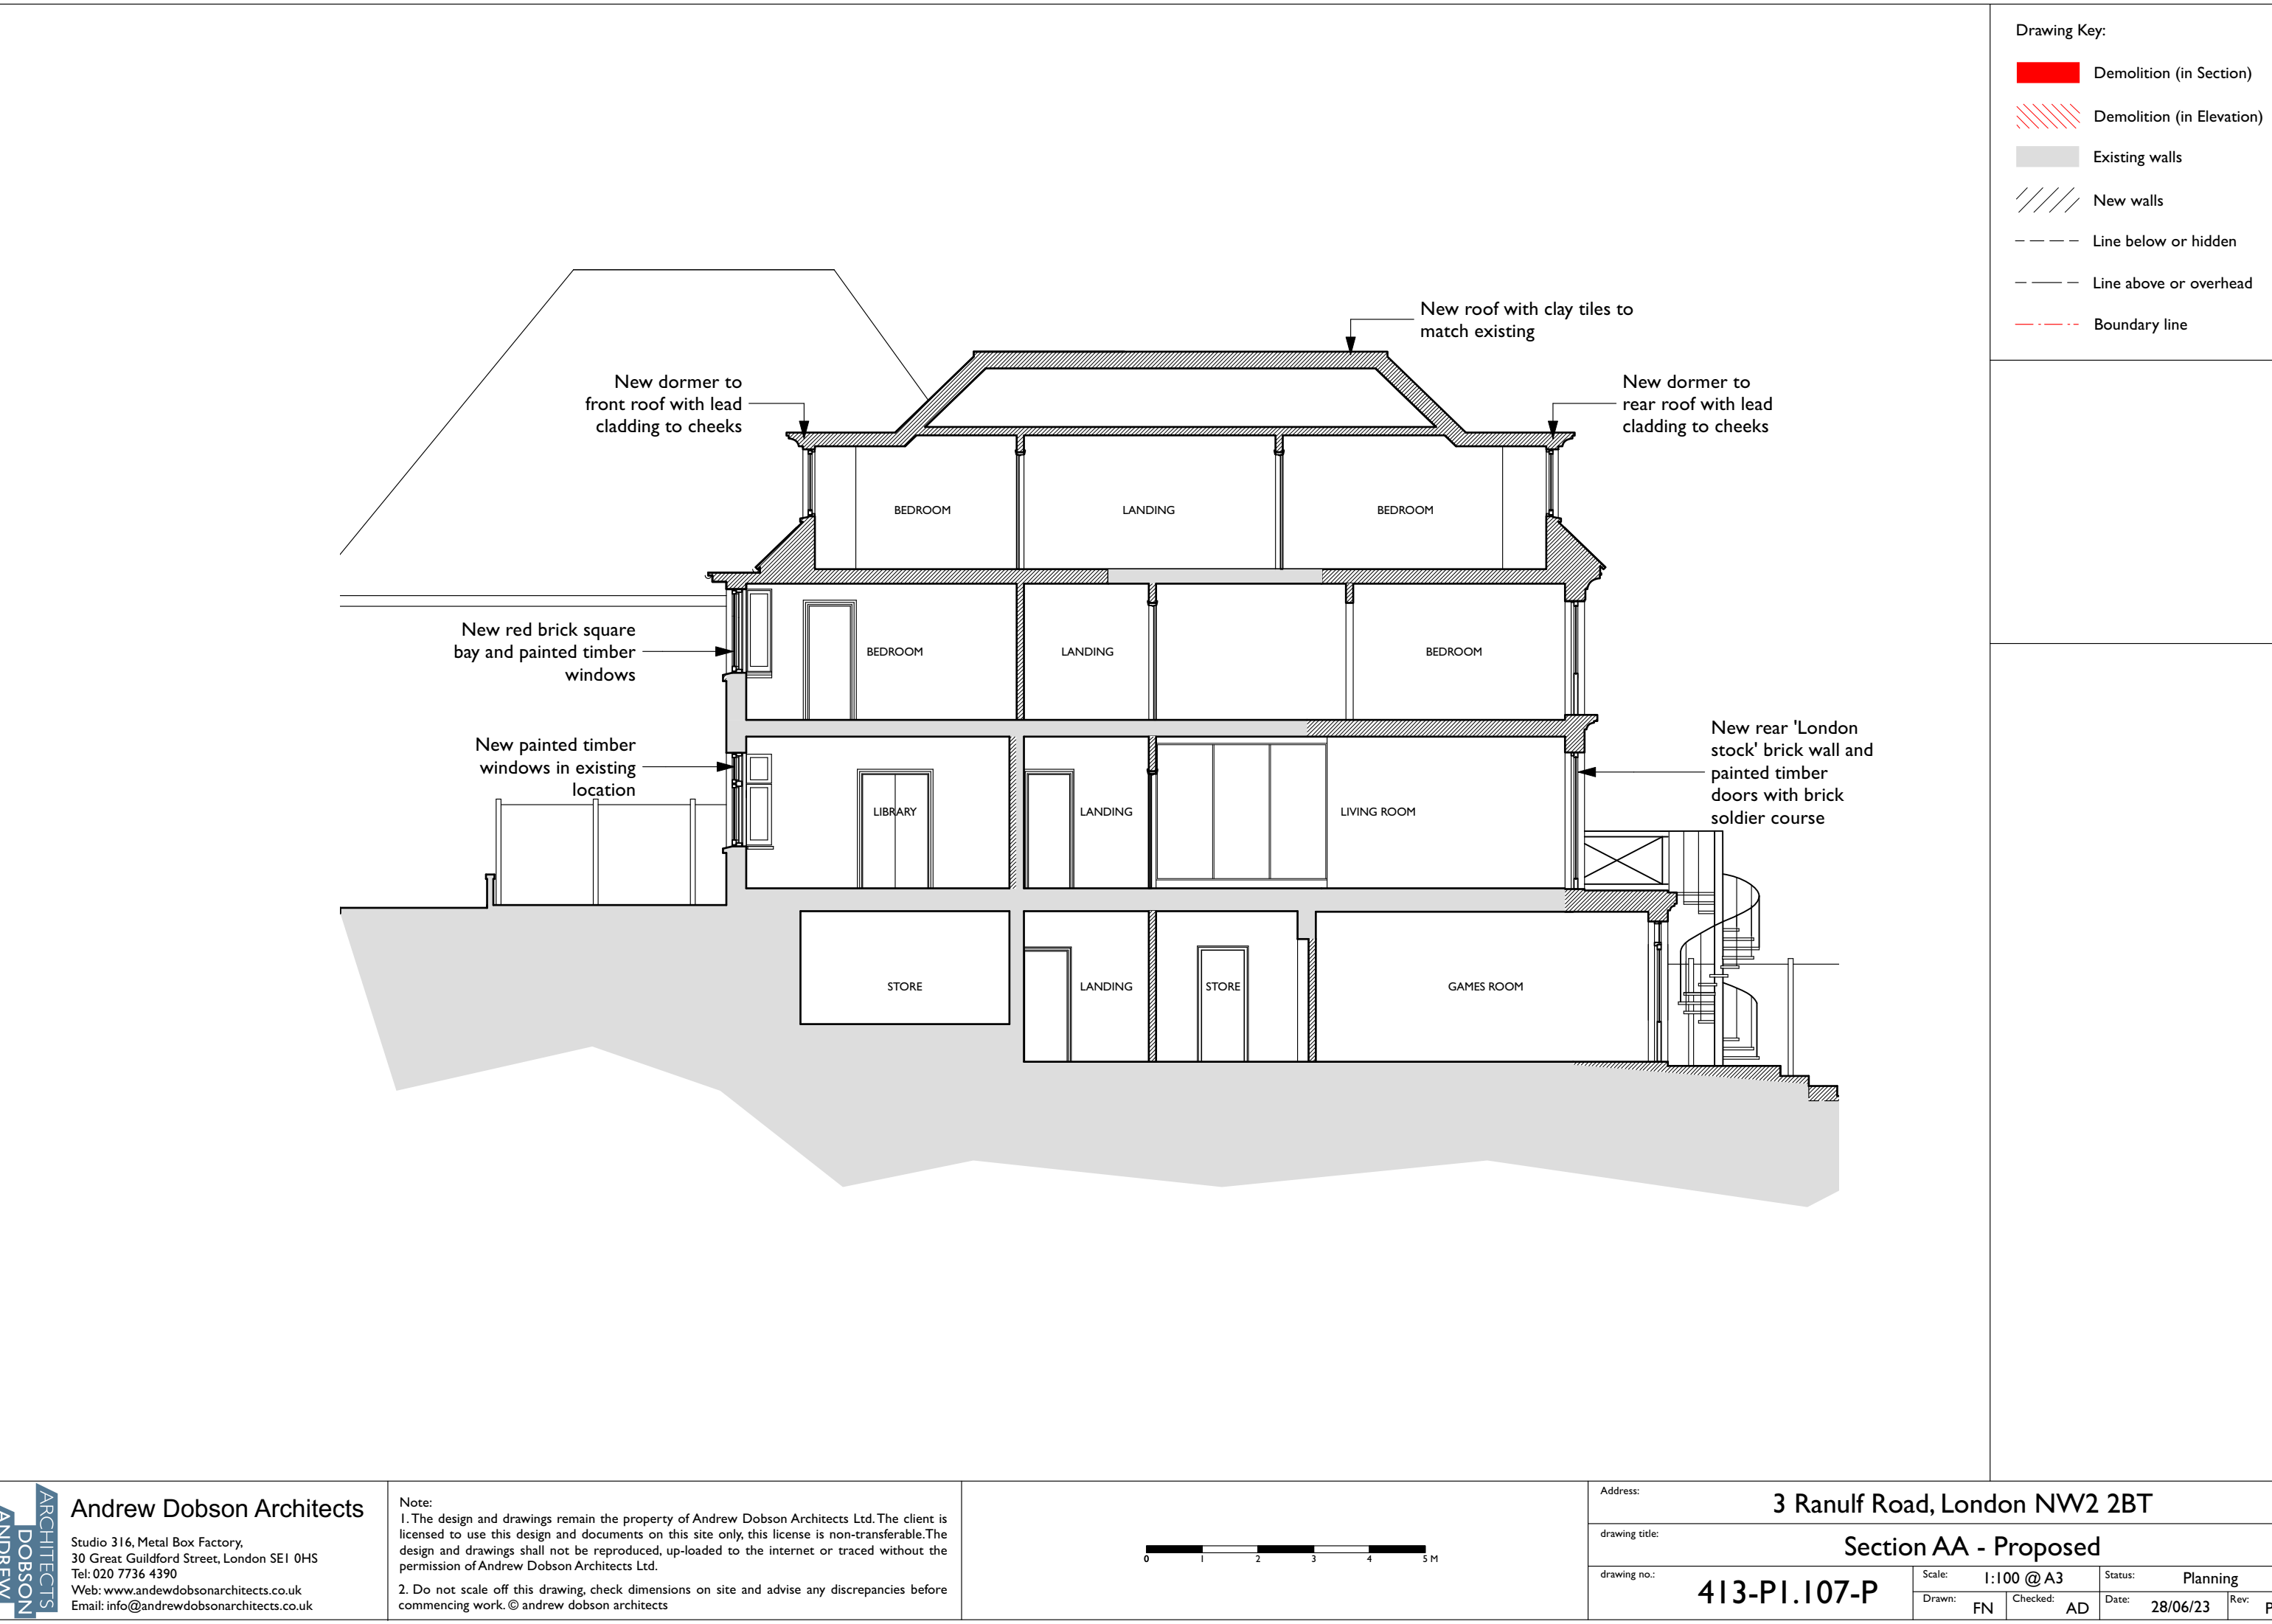 Drawing Key:
Demolition (in Section)
Demolition (in Elevation)
Existing walls
New walls
Line below or hidden
Line above or overhead
Boundary line
New roof with clay tiles to
match existing
New dormer to
front roof with lead
cladding to cheeks
New dormer to
rear roof with lead
cladding to cheeks
BEDROOM
LANDING
BEDROOM
New red brick square
bay and painted timber
windows
BEDROOM
LANDING
BEDROOM
New painted timber
windows in existing
location
New rear 'London
stock' brick wall and
painted timber
doors with brick
soldier course
LIBRARY
LANDING
LIVING ROOM
STORE
LANDING
STORE
GAMES ROOM
ARCHITECTS
DOBSON
ANDREW
Andrew Dobson Architects
Studio 316, Metal Box Factory,
30 Great Guildford Street, London SE1 0HS
Tel: 020 7736 4390
Web: www.andewdobsonarchitects.co.uk
Email: info@andrewdobsonarchitects.co.uk
Note:
1. The design and drawings remain the property of Andrew Dobson Architects Ltd. The client is
licensed to use this design and documents on this site only, this license is non-transferable. The
design and drawings shall not be reproduced, up-loaded to the internet or traced without the
permission of Andrew Dobson Architects Ltd.
2. Do not scale off this drawing, check dimensions on site and advise any discrepancies before
commencing work. © andrew dobson architects
0 1 2 3 4 5 M
Address:
3 Ranulf Road, London NW2 2BT
drawing title:
Section AA - Proposed
drawing no.:
413-P1.107-P
Scale: 1:100 @ A3
Status: Planning
Drawn: FN
Checked: AD
Date: 28/06/23
Rev: